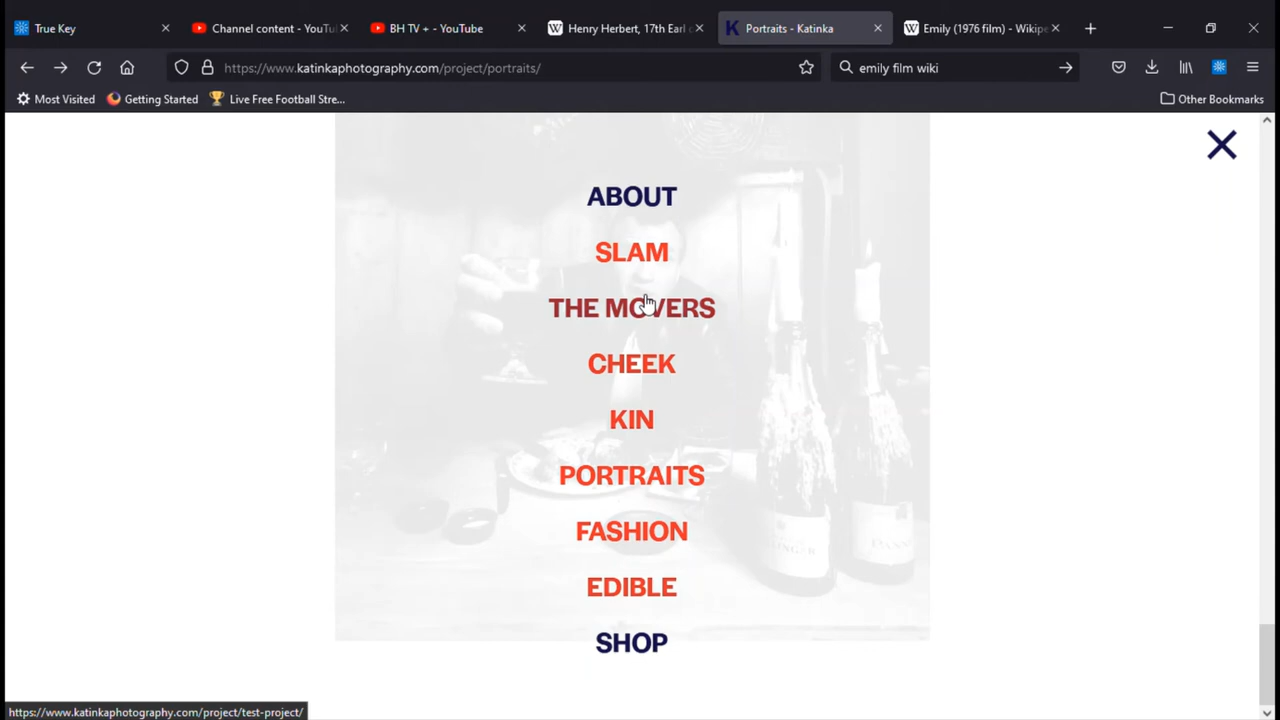 True Key
Channel content - YouTu
BH TV + - YouTube
Henry Herbert, 17th Earl
Portraits - Katinka
Emily (1976 film) - Wikipe
https://www.katinkaphotography.com/project/portraits/
emily film wiki
Most Visited
Getting Started
Live Free Football Stre...
Other Bookmarks
ABOUT
SLAM
THE MOVERS
CHEEK
KIN
PORTRAITS
FASHION
EDIBLE
SHOP
https://www.katinkaphotography.com/project/test-project/